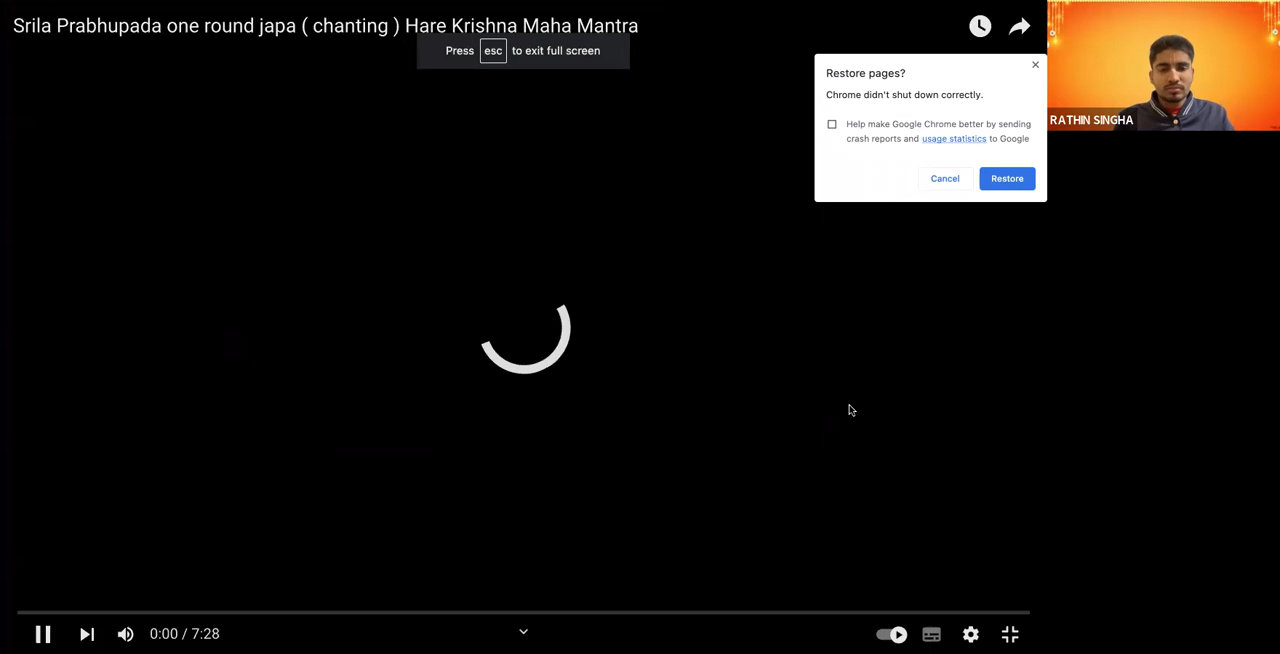 Srila Prabhupada one round japa ( chanting ) Hare Krishna Maha Mantra
Press esc to exit full screen
Restore pages?
Chrome didn't shut down correctly.
Help make Google Chrome better by sending
crash reports and usage statistics to Google
Cancel Restore
RATHIN SINGHA
0:00 / 7:28